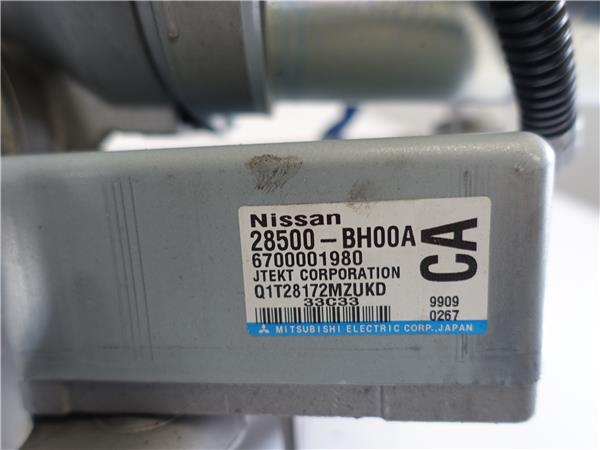 Nissan
28500-BH00A
CA
6700001980
JTEKT CORPORATION
Q1T28172MZUKD
33C33
9909
0267
MITSUBISHI ELECTRIC CORP., JAPAN